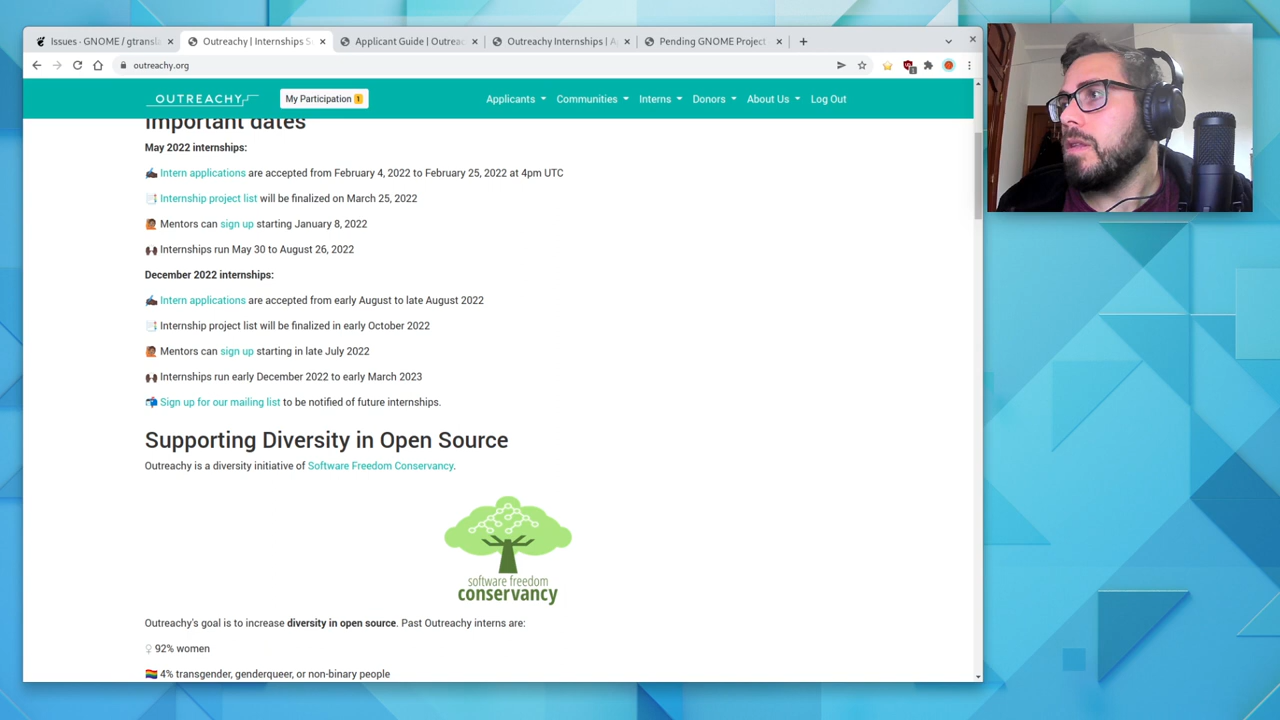 Issues · GNOME / gtransla
Outreachy | Internships S
Applicant Guide | Outreac
Outreachy Internships | A
Pending GNOME Project
outreachy.org
1
OUTREACHY
My Participation 1
Applicants
Communities
Interns
Donors
About Us
Log Out
Important dates
May 2022 internships:
Intern applications are accepted from February 4, 2022 to February 25, 2022 at 4pm UTC
Internship project list will be finalized on March 25, 2022
Mentors can sign up starting January 8, 2022
Internships run May 30 to August 26, 2022
December 2022 internships:
Intern applications are accepted from early August to late August 2022
Internship project list will be finalized in early October 2022
Mentors can sign up starting in late July 2022
Internships run early December 2022 to early March 2023
Sign up for our mailing list to be notified of future internships.
Supporting Diversity in Open Source
Outreachy is a diversity initiative of Software Freedom Conservancy.
software freedom
conservancy
Outreachy's goal is to increase diversity in open source. Past Outreachy interns are:
92% women
4% transgender, genderqueer, or non-binary people